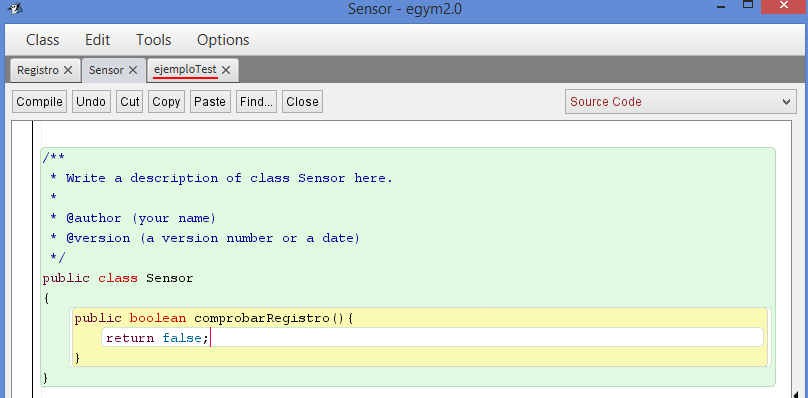 Sensor - egym2.0
Class Edit Tools Options
Registro Sensor ejemploTest
Compile Undo Cut Copy Paste Find... Close Source Code
/**
 * Write a description of class Sensor here.
 *
 * @author (your name)
 * @version (a version number or a date)
 */
public class Sensor
{
    public boolean comprobarRegistro(){
        return false;
    }
}